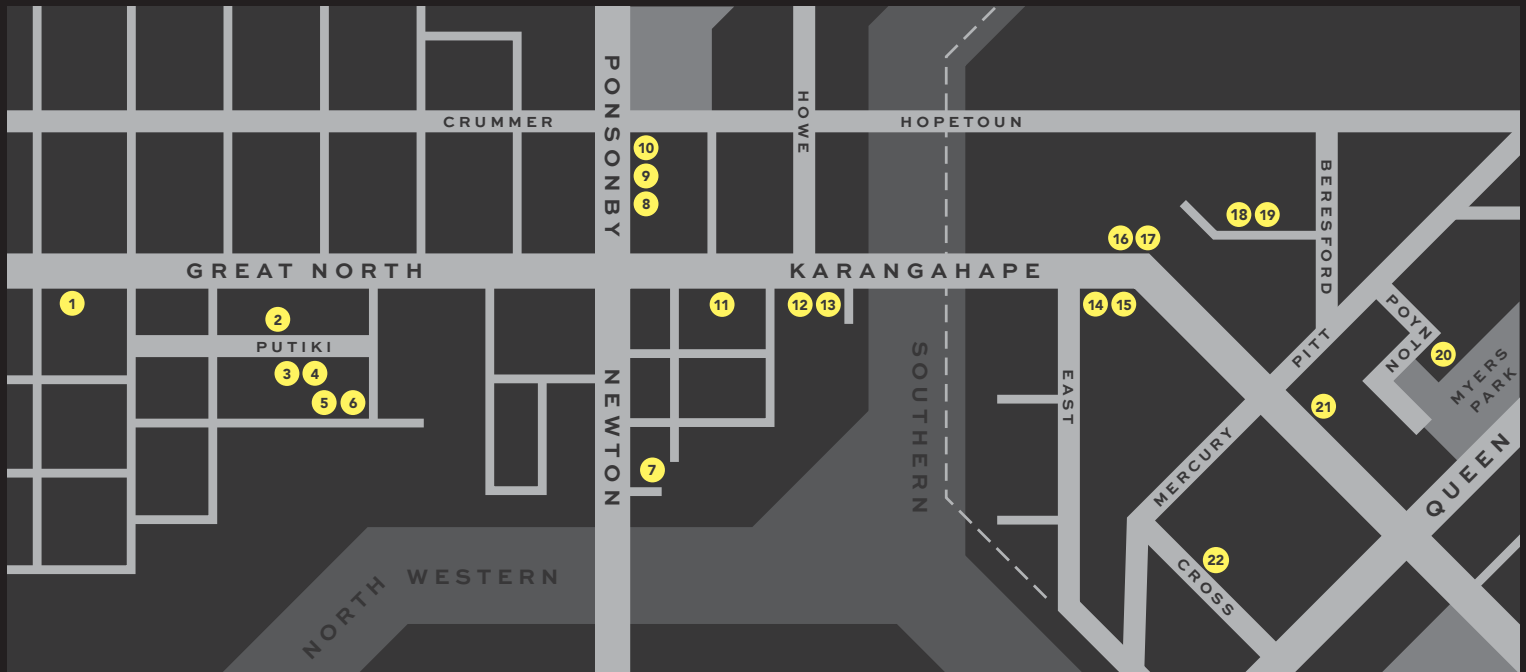 PONSONBY
HOWE
CRUMMER
HOPETOUN
10
9
8
BERESFORD
18 19
16 17
GREAT NORTH
KARANGAHAPE
1
2
11
12 13
14 15
POYNTON
PUTIKI
PITT
20
3 4
5 6
MYERS
PARK
NEWTON
SOUTHERN
EAST
21
7
MERCURY
QUEEN
22
CROSS
NORTH WESTERN